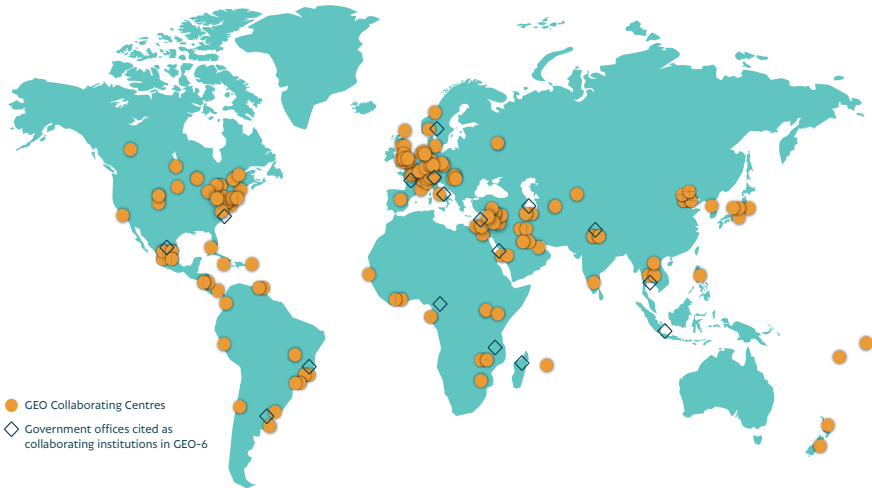 GEO Collaborating Centres
Government offices cited as
collaborating institutions in GEO-6